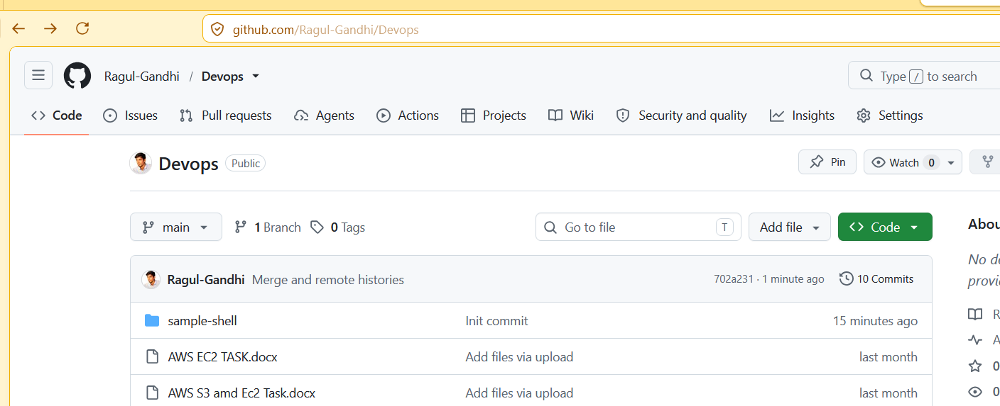 github.com/Ragul-Gandhi/Devops
Ragul-Gandhi / Devops
Type / to search
Code Issues Pull requests Agents Actions Projects Wiki Security and quality Insights Settings
Devops Public
Pin Watch 0
main 1 Branch 0 Tags Go to file T Add file Code
Abou
No de
provi
Ragul-Gandhi Merge and remote histories 702a231 · 1 minute ago 10 Commits
sample-shell Init commit 15 minutes ago
R
AWS EC2 TASK.docx Add files via upload last month
A
0
AWS S3 amd Ec2 Task.docx Add files via upload last month
0